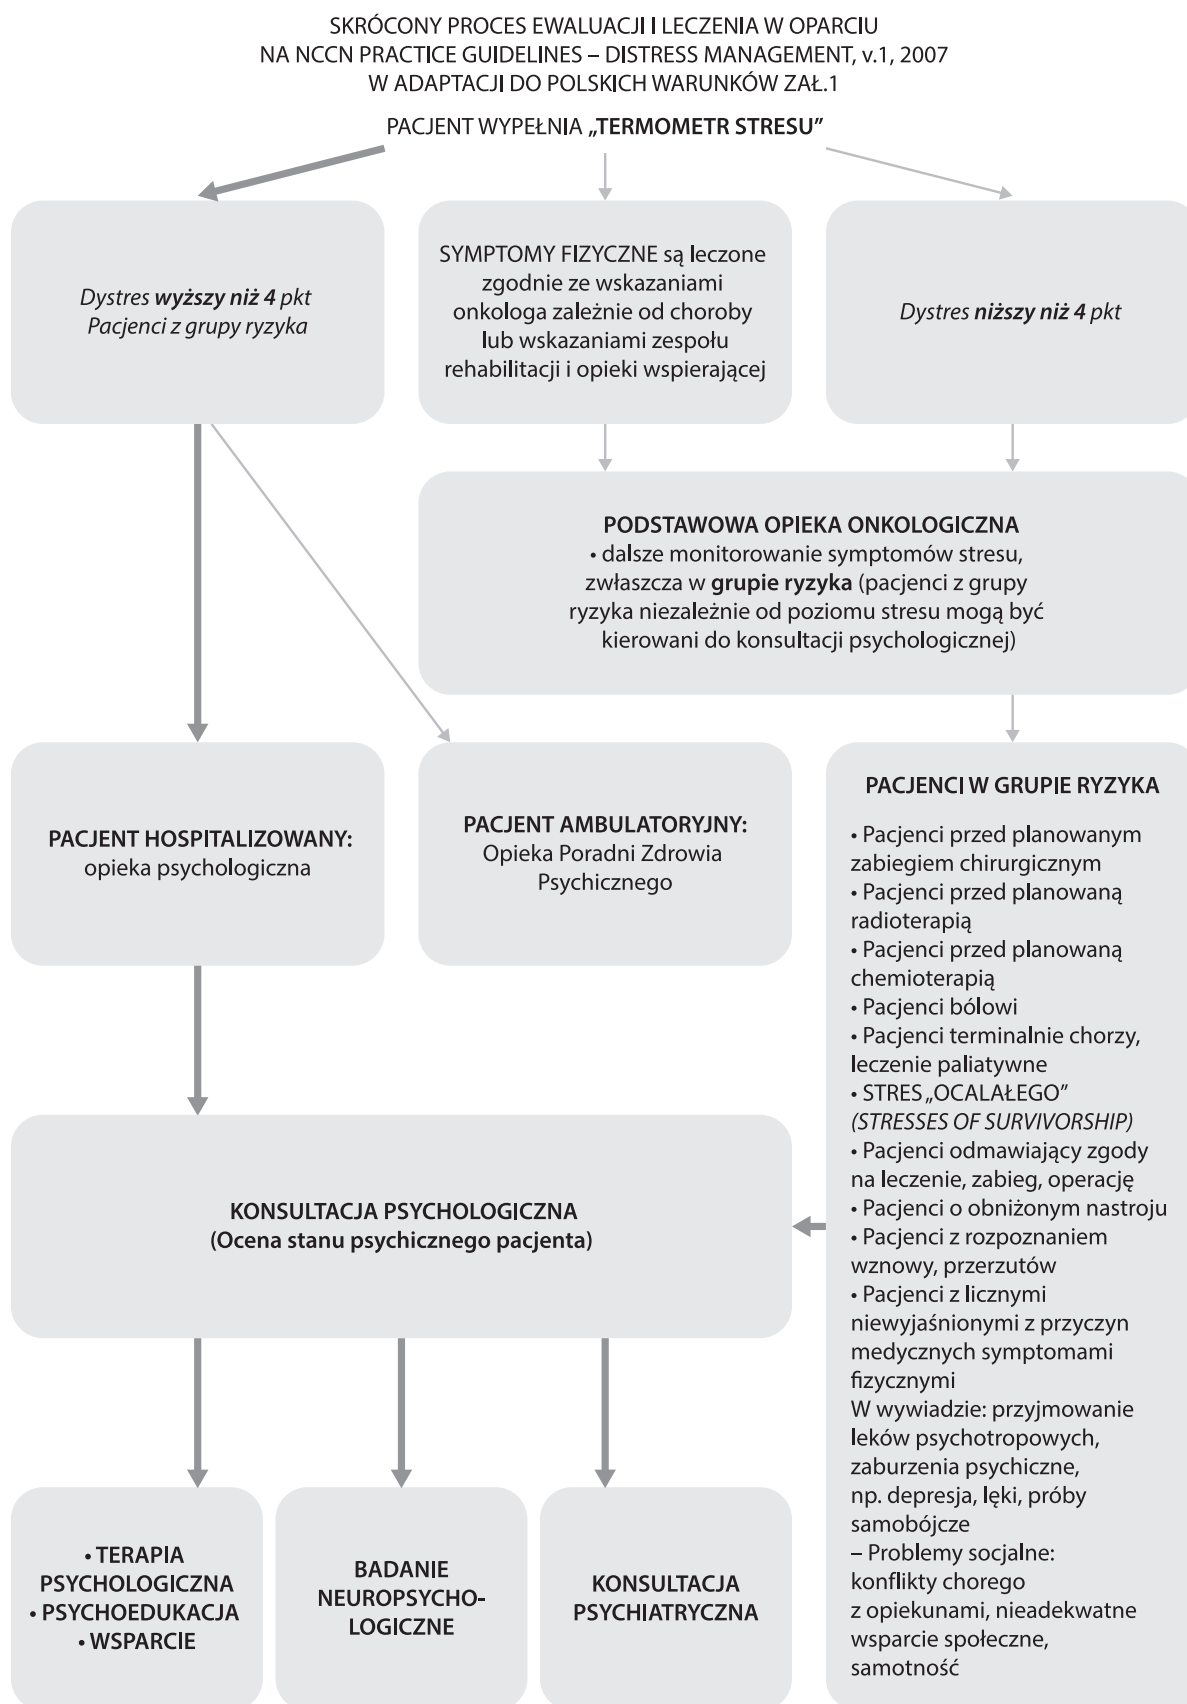 SKRÓCONY PROCES EWALUACJI I LECZENIA W OPARCIU
NA NCCN PRACTICE GUIDELINES – DISTRESS MANAGEMENT, v.1, 2007
W ADAPTACJI DO POLSKICH WARUNKÓW ZAŁ.1
PACJENT WYPEŁNIA „TERMOMETR STRESU”
Dystres wyższy niż 4 pkt
Pacjenci z grupy ryzyka
SYMPTOMY FIZYCZNE są leczone
zgodnie ze wskazaniami
onkologa zależnie od choroby
lub wskazaniami zespołu
rehabilitacji i opieki wspierającej
Dystres niższy niż 4 pkt
PODSTAWOWA OPIEKA ONKOLOGICZNA
• dalsze monitorowanie symptomów stresu,
zwłaszcza w grupie ryzyka (pacjenci z grupy
ryzyka niezależnie od poziomu stresu mogą być
kierowani do konsultacji psychologicznej)
PACJENT HOSPITALIZOWANY:
opieka psychologiczna
PACJENT AMBULATORYJNY:
Opieka Poradni Zdrowia
Psychicznego
PACJENCI W GRUPIE RYZYKA
• Pacjenci przed planowanym
zabiegiem chirurgicznym
• Pacjenci przed planowaną
radioterapią
• Pacjenci przed planowaną
chemioterapią
• Pacjenci bólowi
• Pacjenci terminalnie chorzy,
leczenie paliatywne
• STRES „OCALAŁEGO”
(STRESSES OF SURVIVORSHIP)
• Pacjenci odmawiający zgody
na leczenie, zabieg, operację
• Pacjenci o obniżonym nastroju
• Pacjenci z rozpoznaniem
wznowy, przerzutów
• Pacjenci z licznymi
niewyjaśnionymi z przyczyn
medycznych symptomami
fizycznymi
W wywiadzie: przyjmowanie
leków psychotropowych,
zaburzenia psychiczne,
np. depresja, lęki, próby
samobójcze
– Problemy socjalne:
konflikty chorego
z opiekunami, nieadekwatne
wsparcie społeczne,
samotność
KONSULTACJA PSYCHOLOGICZNA
(Ocena stanu psychicznego pacjenta)
• TERAPIA
PSYCHOLOGICZNA
• PSYCHOEDUKACJA
• WSPARCIE
BADANIE
NEUROPSYCHO-
LOGICZNE
KONSULTACJA
PSYCHIATRYCZNA